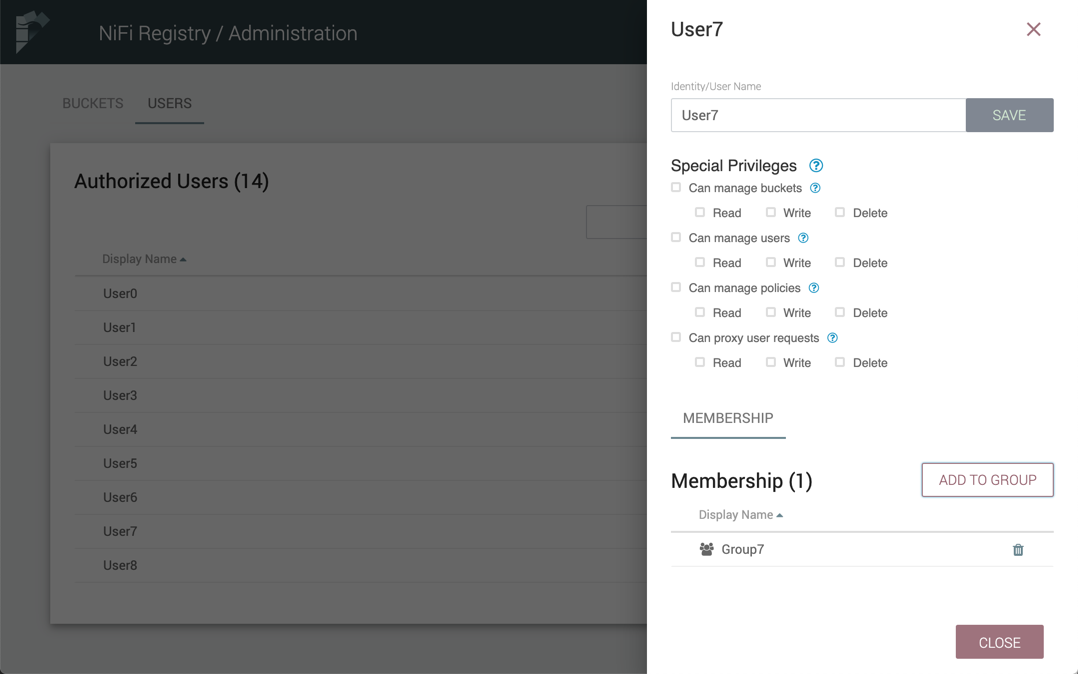 NiFi Registry / Administration
BUCKETS USERS
Authorized Users (14)
Display Name
User0
User1
User2
User3
User4
User5
User6
User7
User8
User7
Identity/User Name
User7 SAVE
Special Privileges ?
Can manage buckets ?
Read Write Delete
Can manage users ?
Read Write Delete
Can manage policies ?
Read Write Delete
Can proxy user requests ?
Read Write Delete
MEMBERSHIP
Membership (1) ADD TO GROUP
Display Name
Group7
CLOSE